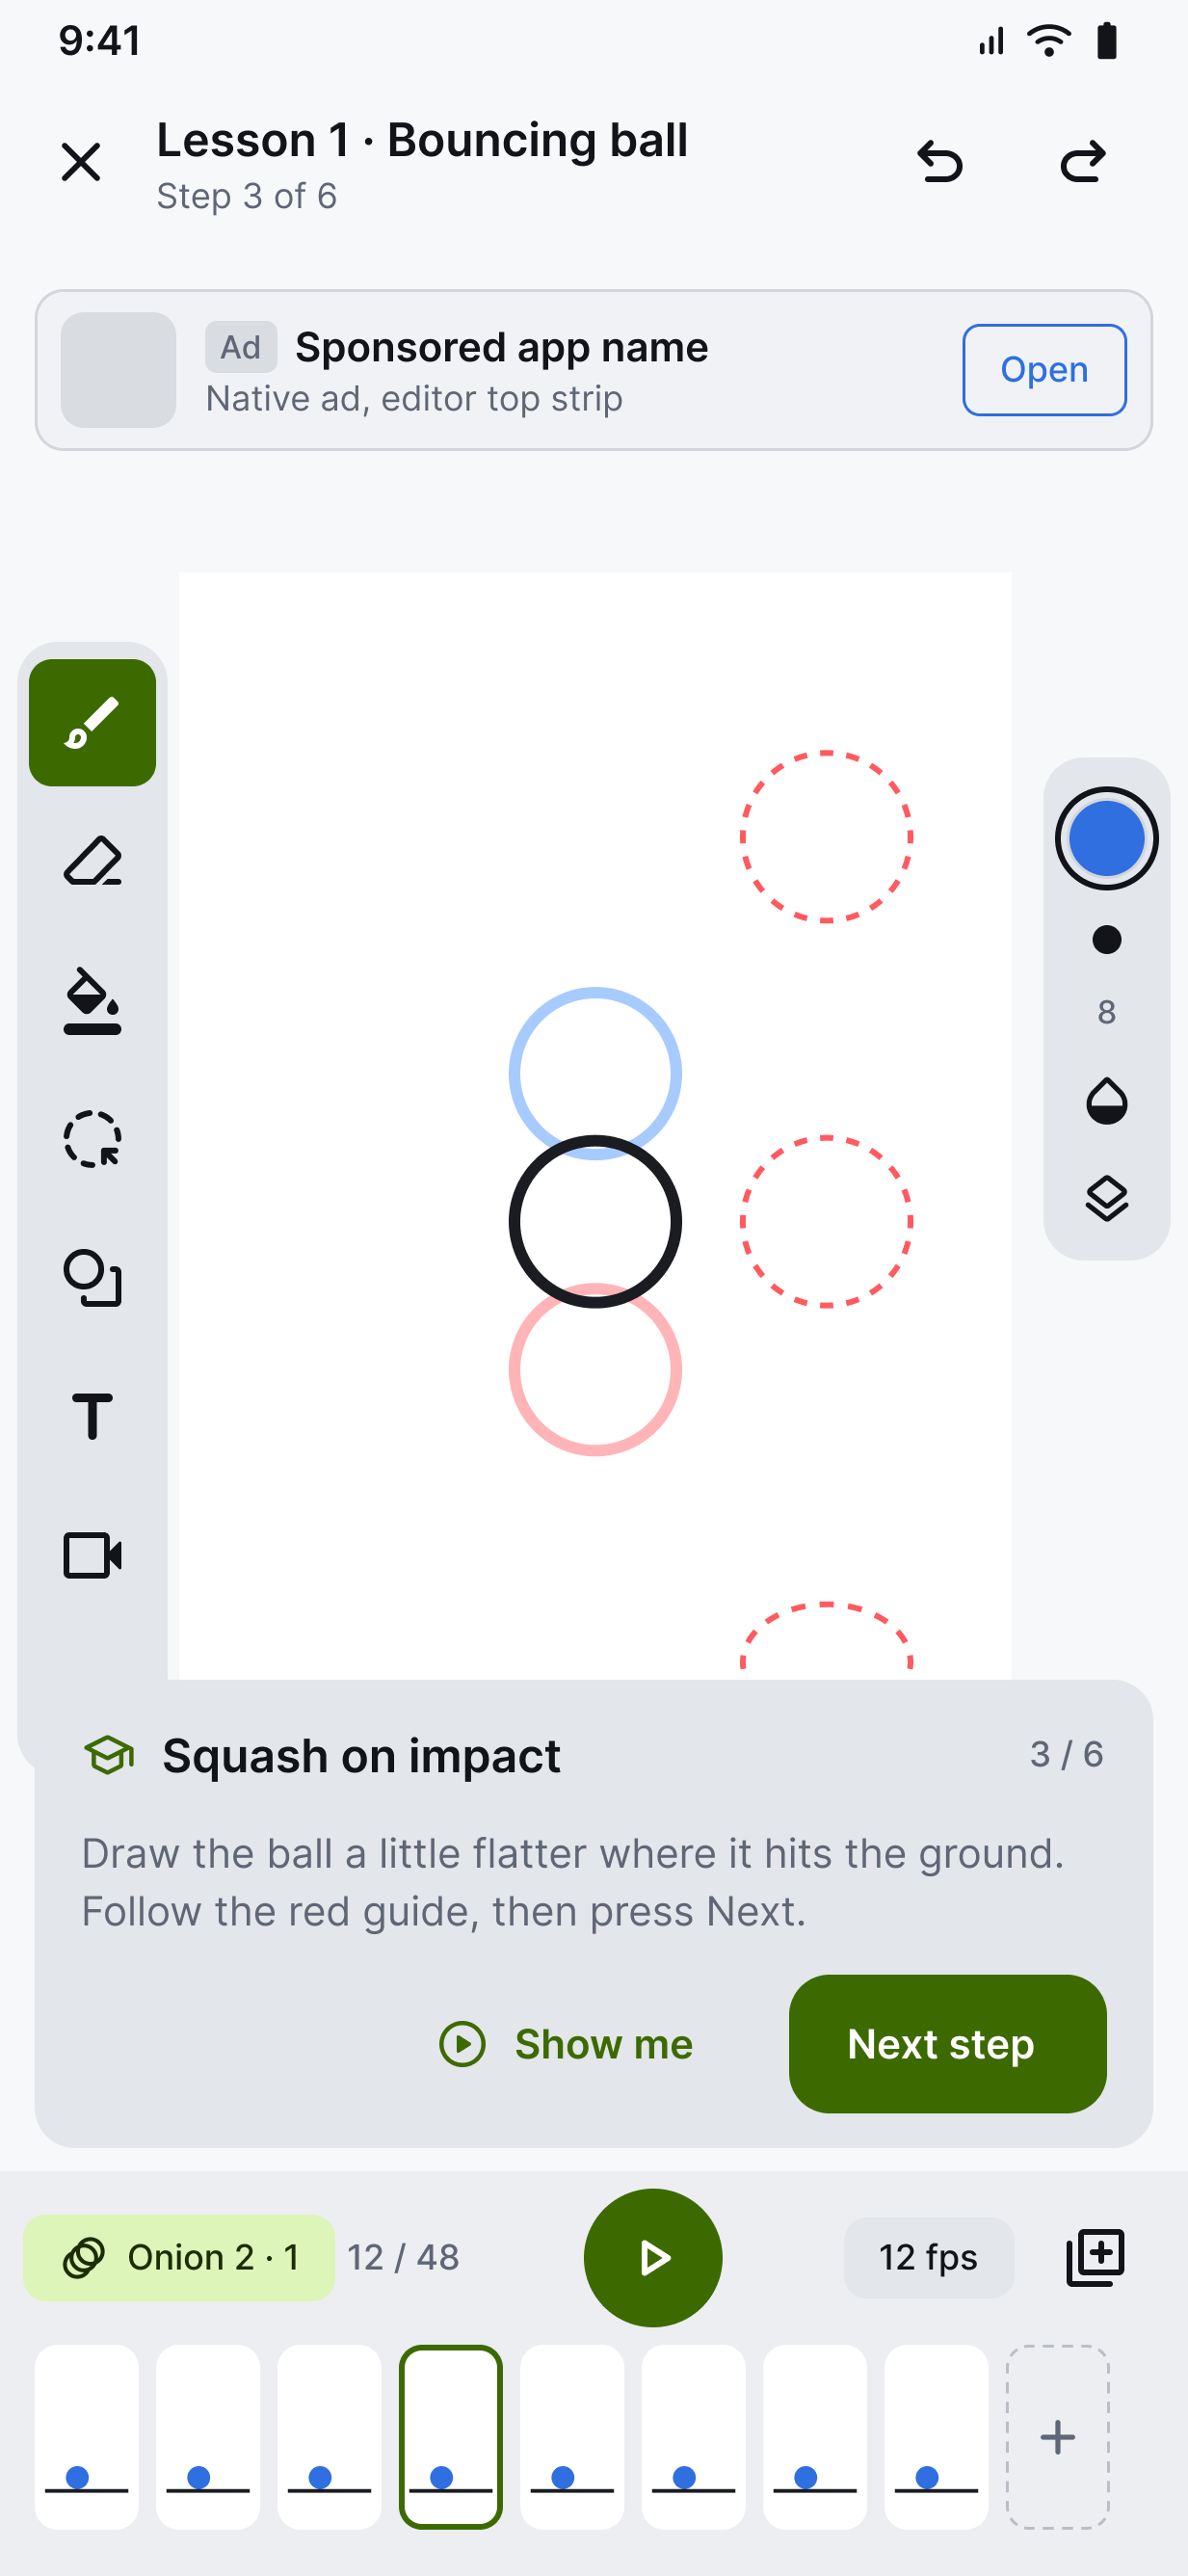 9:41
Lesson 1 · Bouncing ball
Step 3 of 6
Ad Sponsored app name
Native ad, editor top strip
Open
8
Squash on impact
3 / 6
Draw the ball a little flatter where it hits the ground.
Follow the red guide, then press Next.
Show me
Next step
Onion 2 · 1
12 / 48
12 fps